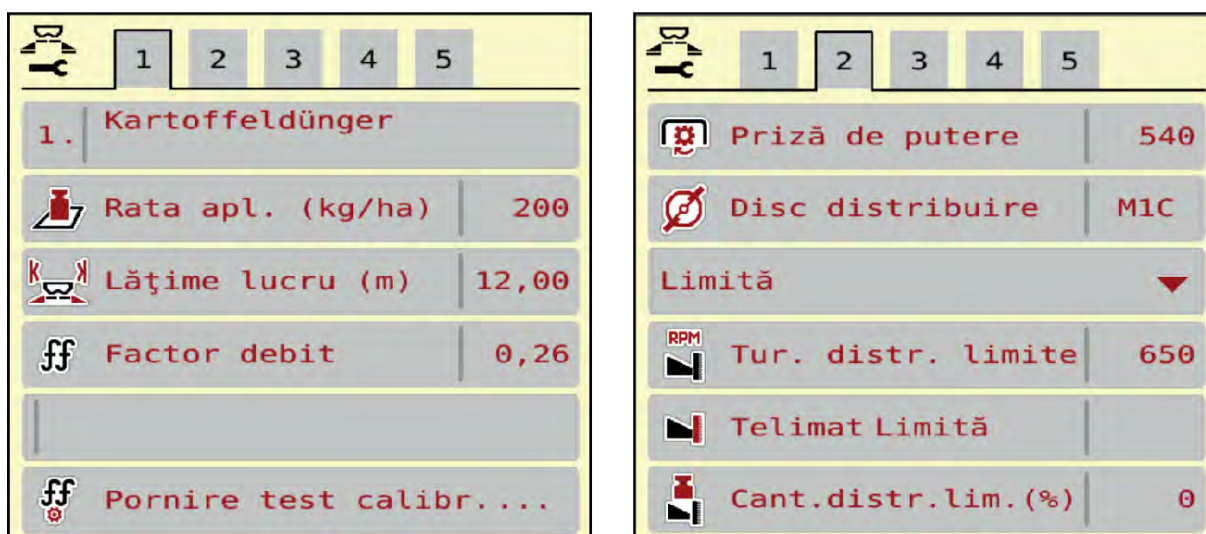 1 2 3 4 5
1. Kartoffeldünger
Rata apl. (kg/ha) 200
K K Lăţime lucru (m) 12,00
ff Factor debit 0,26
ff Pornire test calibr....
1 2 3 4 5
Priză de putere 540
Disc distribuire M1C
Limită
RPM Tur. distr. limite 650
Telimat Limită
Cant.distr.lim.(%) 0